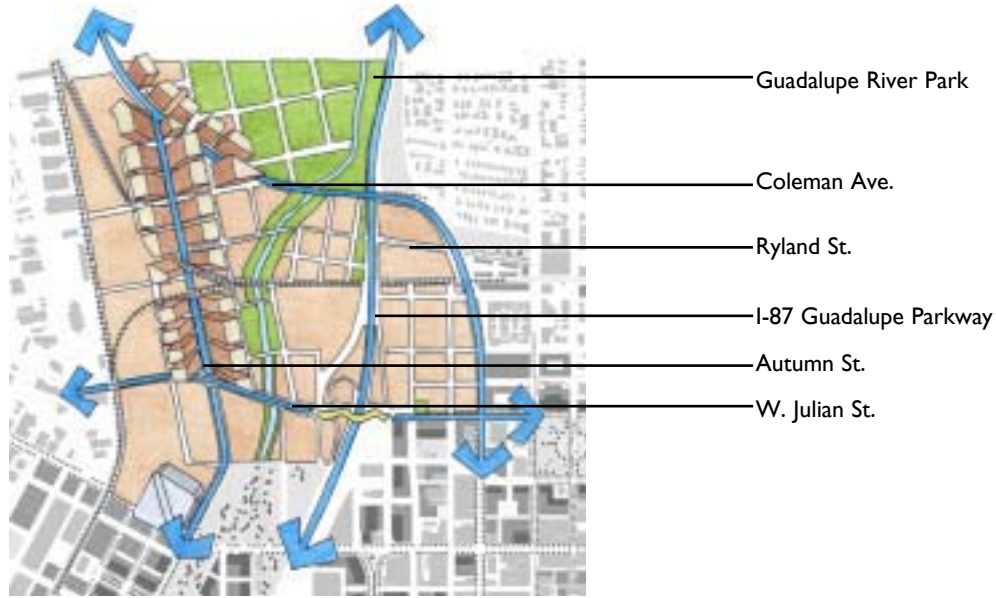 Guadalupe River Park
Coleman Ave.
Ryland St.
I-87 Guadalupe Parkway
Autumn St.
W. Julian St.